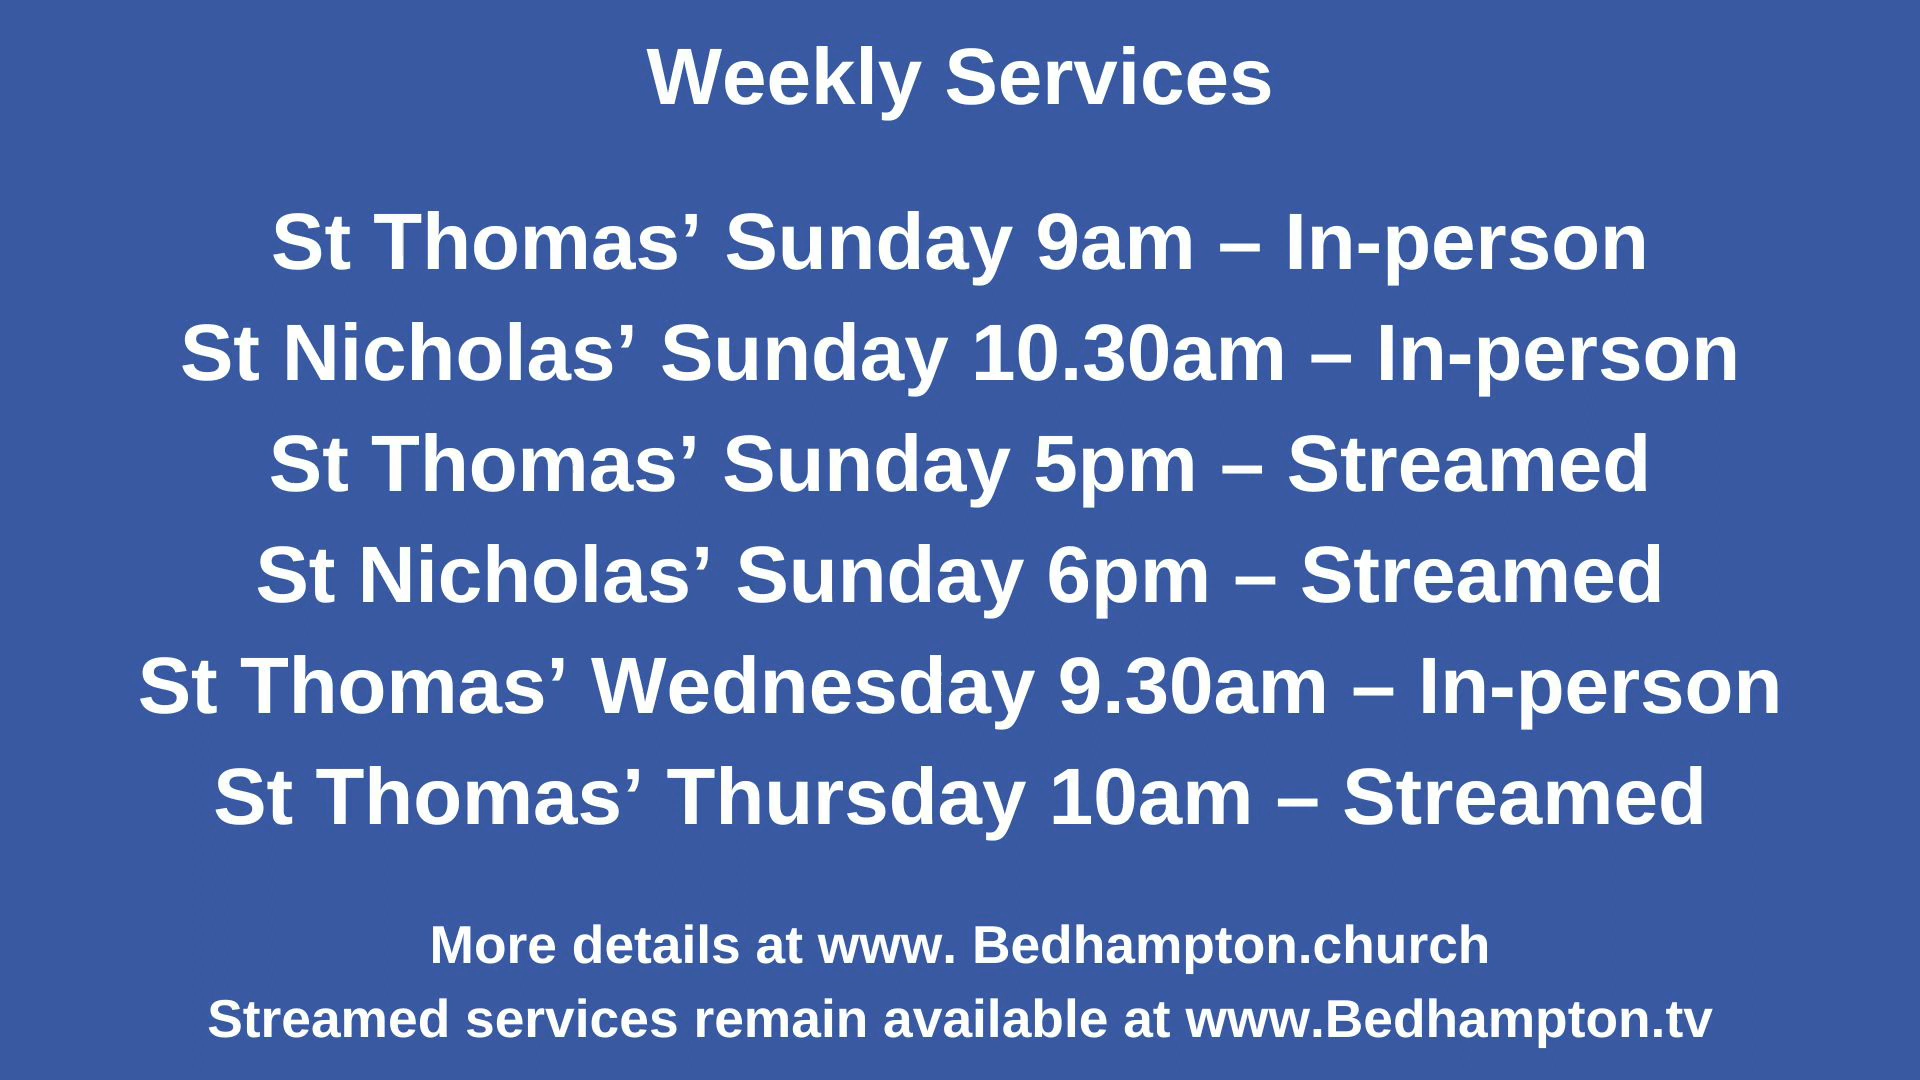 Weekly Services
St Thomas’ Sunday 9am – In-person
St Nicholas’ Sunday 10.30am – In-person
St Thomas’ Sunday 5pm – Streamed
St Nicholas’ Sunday 6pm – Streamed
St Thomas’ Wednesday 9.30am – In-person
St Thomas’ Thursday 10am – Streamed
More details at www. Bedhampton.church
Streamed services remain available at www.Bedhampton.tv